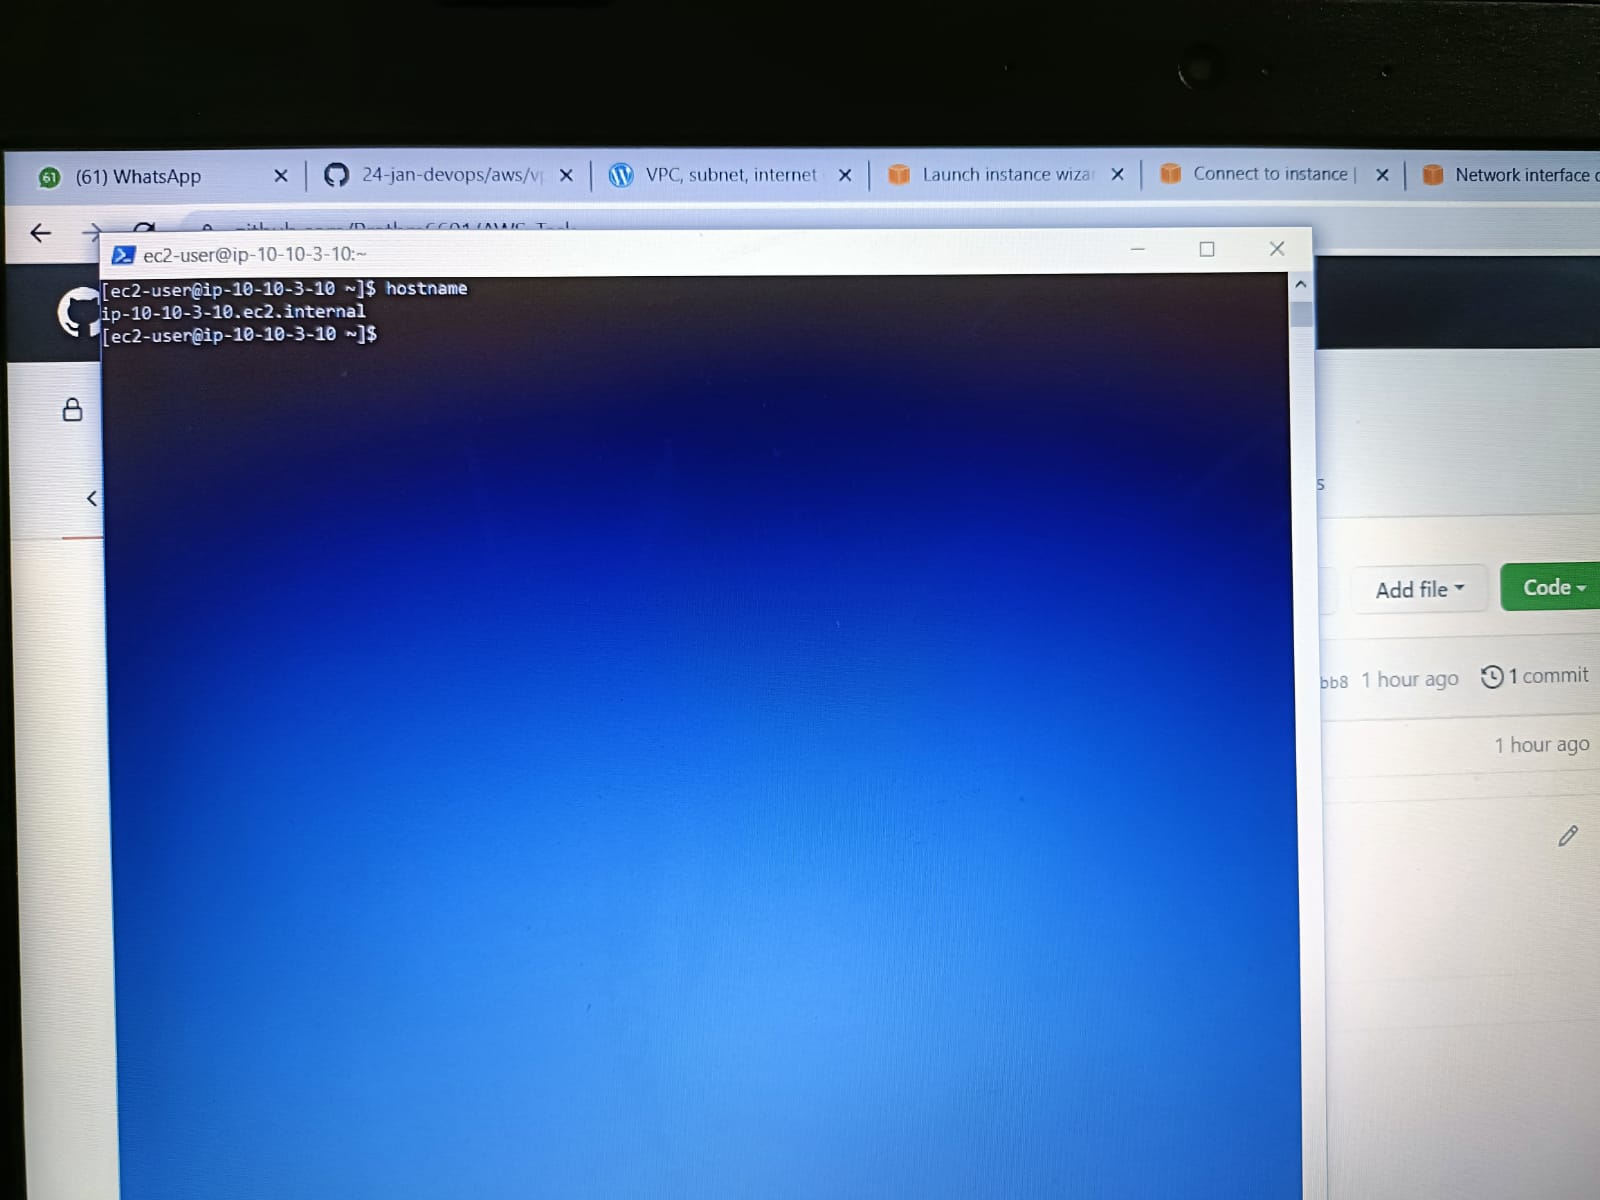 61 (61) WhatsApp
24-jan-devops/aws/vp
VPC, subnet, internet
Launch instance wiza
Connect to instance |
Network interface
ec2-user@ip-10-10-3-10:~
[ec2-user@ip-10-10-3-10 ~]$ hostname
ip-10-10-3-10.ec2.internal
[ec2-user@ip-10-10-3-10 ~]$
s
Add file
Code
bb8 1 hour ago 1 commit
1 hour ago